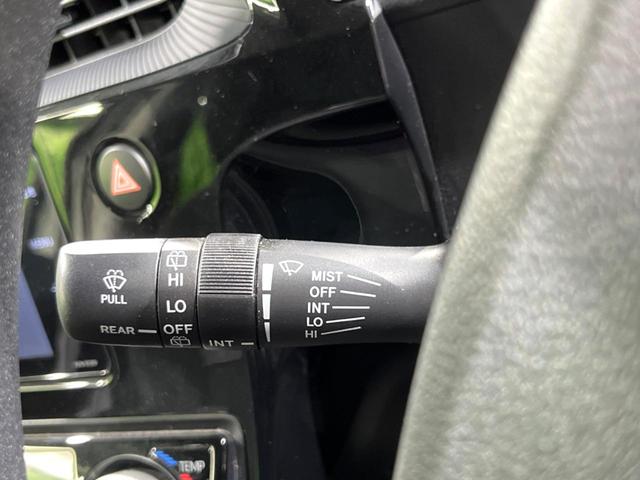 PULL
REAR
HI
LO
OFF
INT
MIST
OFF
INT
LO
HI
TEMP